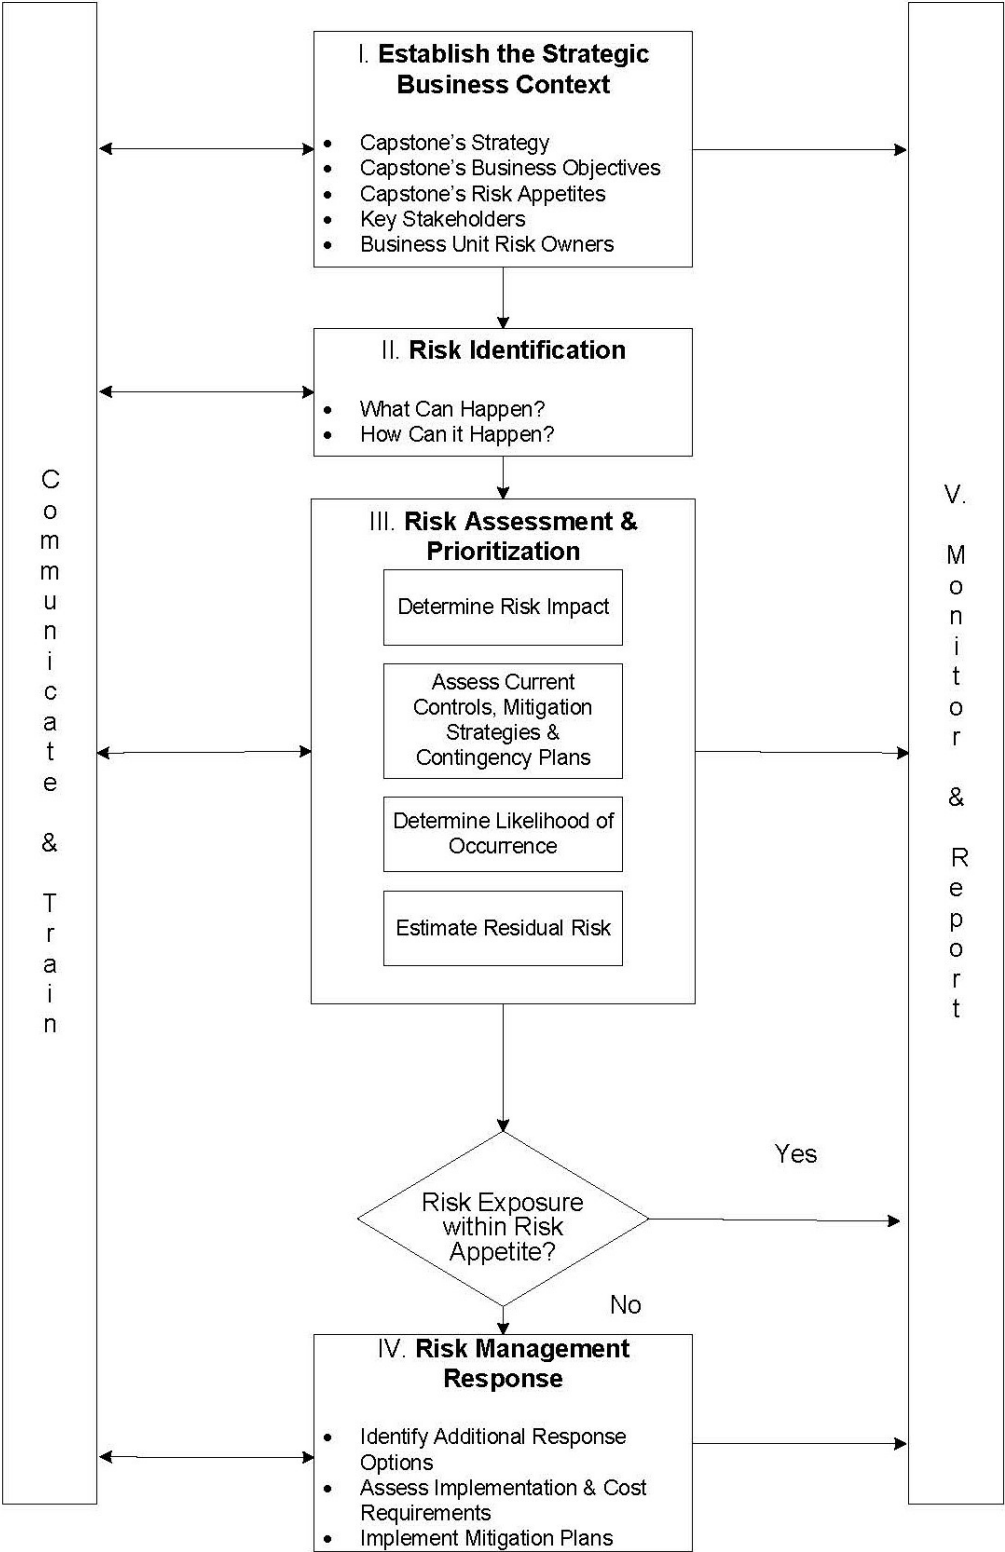 I. Establish the Strategic
Business Context
• Capstone's Strategy
• Capstone's Business Objectives
• Capstone's Risk Appetites
• Key Stakeholders
• Business Unit Risk Owners
II. Risk Identification
• What Can Happen?
• How Can it Happen?
Communicate & Train
V. Monitor & Report
III. Risk Assessment &
Prioritization
Determine Risk Impact
Assess Current
Controls, Mitigation
Strategies &
Contingency Plans
Determine Likelihood of
Occurrence
Estimate Residual Risk
Risk Exposure
within Risk
Appetite?
Yes
No
IV. Risk Management
Response
• Identify Additional Response
Options
• Assess Implementation & Cost
Requirements
• Implement Mitigation Plans